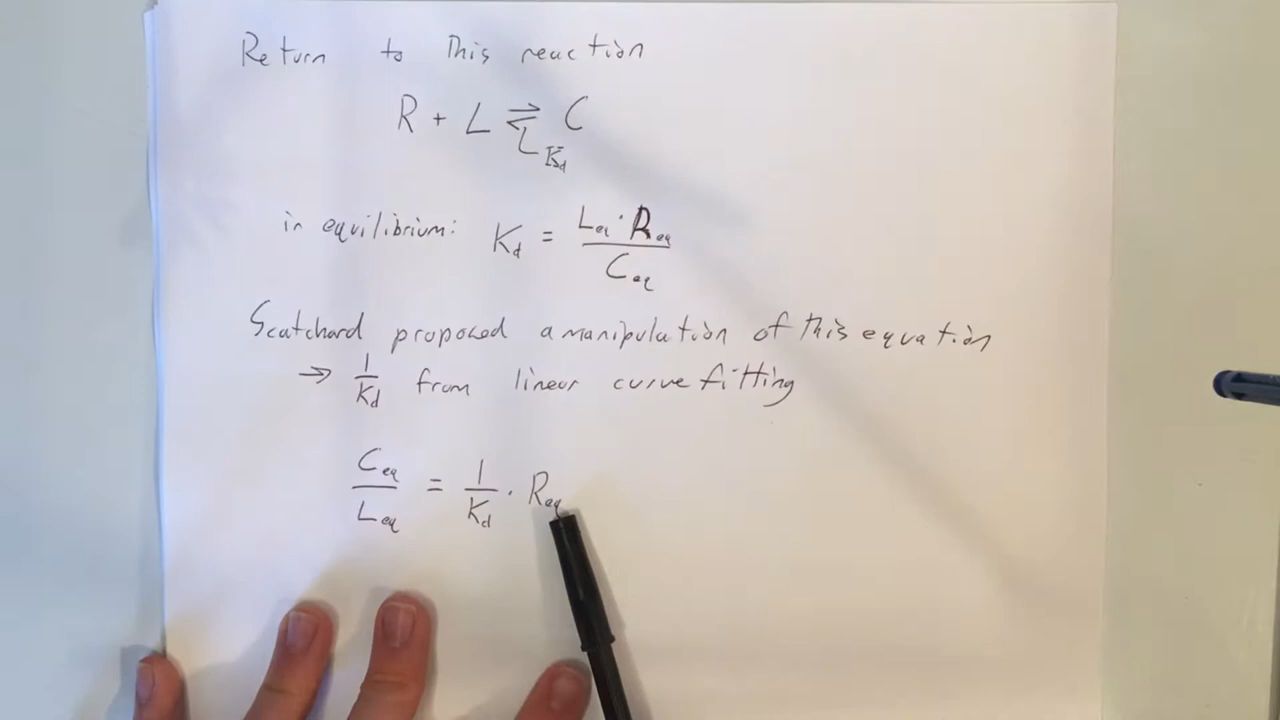 Return to this reaction
R + L ⇌ C
Kd
in equilibrium: Kd = Leq · Req / Ceq
Scatchard proposed a manipulation of this equation
→ 1/Kd from linear curve fitting
Ceq / Leq = 1/Kd · Req